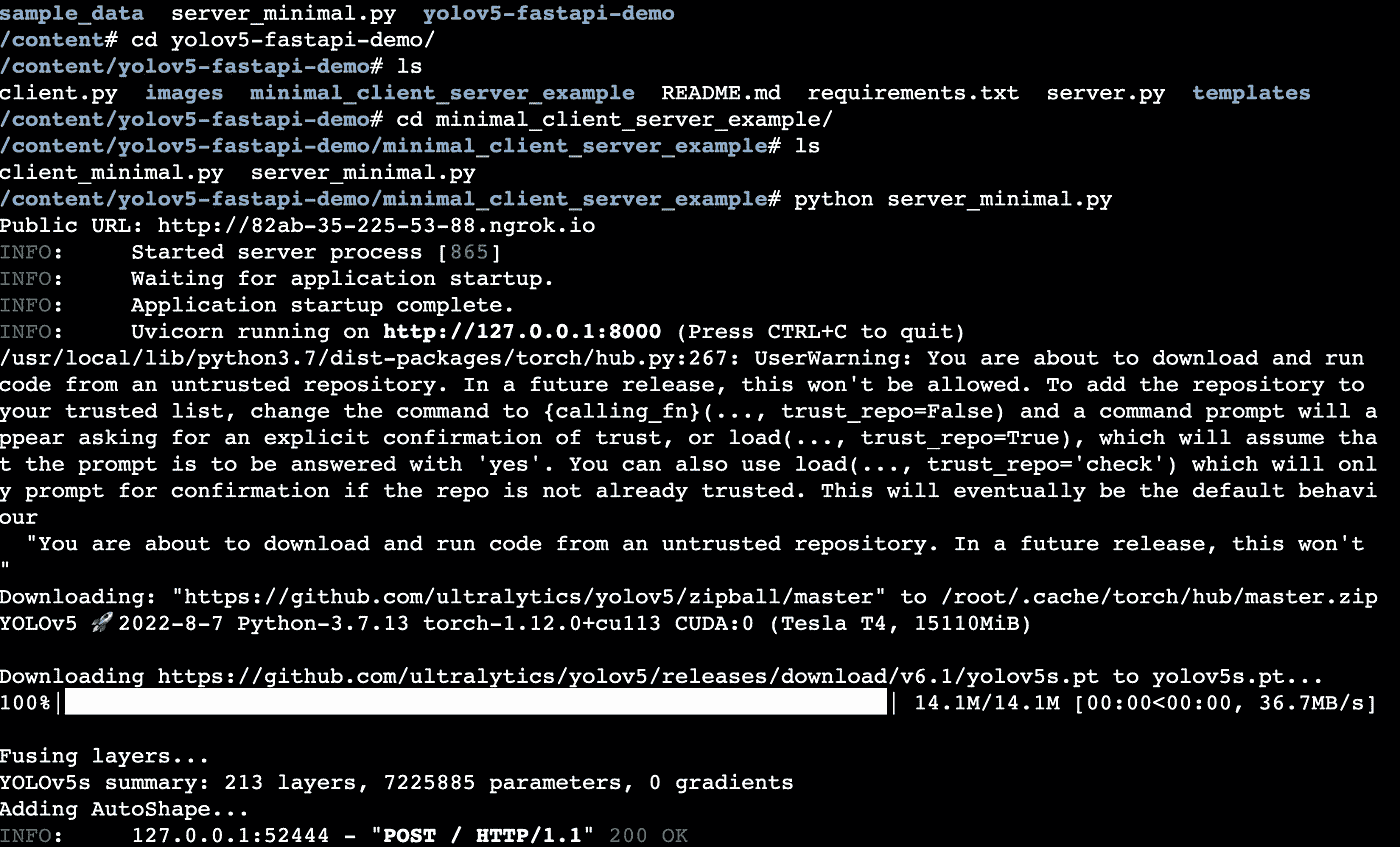 sample_data  server_minimal.py  yolov5-fastapi-demo
/content# cd yolov5-fastapi-demo/
/content/yolov5-fastapi-demo# ls
client.py  images  minimal_client_server_example  README.md  requirements.txt  server.py  templates
/content/yolov5-fastapi-demo# cd minimal_client_server_example/
/content/yolov5-fastapi-demo/minimal_client_server_example# ls
client_minimal.py  server_minimal.py
/content/yolov5-fastapi-demo/minimal_client_server_example# python server_minimal.py
Public URL: http://82ab-35-225-53-88.ngrok.io
INFO:     Started server process [865]
INFO:     Waiting for application startup.
INFO:     Application startup complete.
INFO:     Uvicorn running on http://127.0.0.1:8000 (Press CTRL+C to quit)
/usr/local/lib/python3.7/dist-packages/torch/hub.py:267: UserWarning: You are about to download and run
code from an untrusted repository. In a future release, this won't be allowed. To add the repository to
your trusted list, change the command to {calling_fn}(..., trust_repo=False) and a command prompt will a
ppear asking for an explicit confirmation of trust, or load(..., trust_repo=True), which will assume tha
t the prompt is to be answered with 'yes'. You can also use load(..., trust_repo='check') which will onl
y prompt for confirmation if the repo is not already trusted. This will eventually be the default behavi
our
  "You are about to download and run code from an untrusted repository. In a future release, this won't
"
Downloading: "https://github.com/ultralytics/yolov5/zipball/master" to /root/.cache/torch/hub/master.zip
YOLOv5 🚀 2022-8-7 Python-3.7.13 torch-1.12.0+cu113 CUDA:0 (Tesla T4, 15110MiB)

Downloading https://github.com/ultralytics/yolov5/releases/download/v6.1/yolov5s.pt to yolov5s.pt...
100%| | 14.1M/14.1M [00:00<00:00, 36.7MB/s]

Fusing layers...
YOLOv5s summary: 213 layers, 7225885 parameters, 0 gradients
Adding AutoShape...
INFO:     127.0.0.1:52444 - "POST / HTTP/1.1" 200 OK